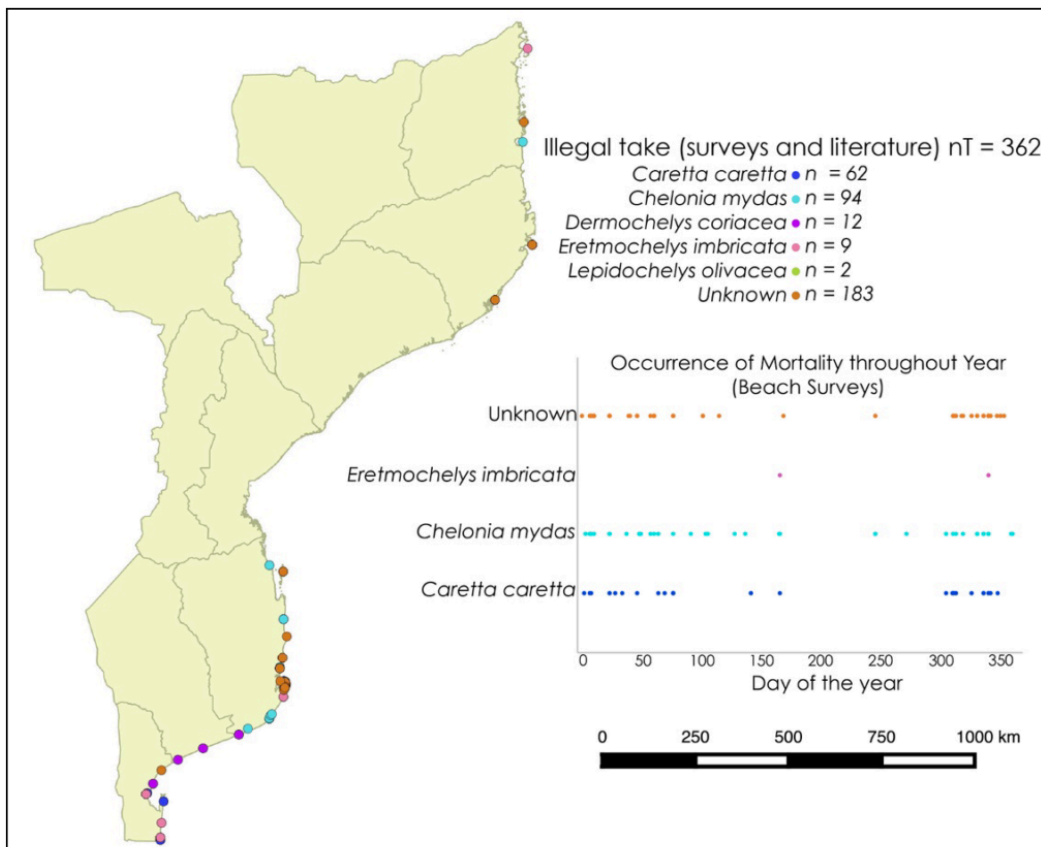 Illegal take (surveys and literature) nT = 362
Caretta caretta n = 62
Chelonia mydas n = 94
Dermochelys coriacea n = 12
Eretmochelys imbricata n = 9
Lepidochelys olivacea n = 2
Unknown n = 183
Occurrence of Mortality throughout Year
(Beach Surveys)
Unknown
Eretmochelys imbricata
Chelonia mydas
Caretta caretta
0 50 100 150 200 250 300 350
Day of the year
0 250 500 750 1000 km